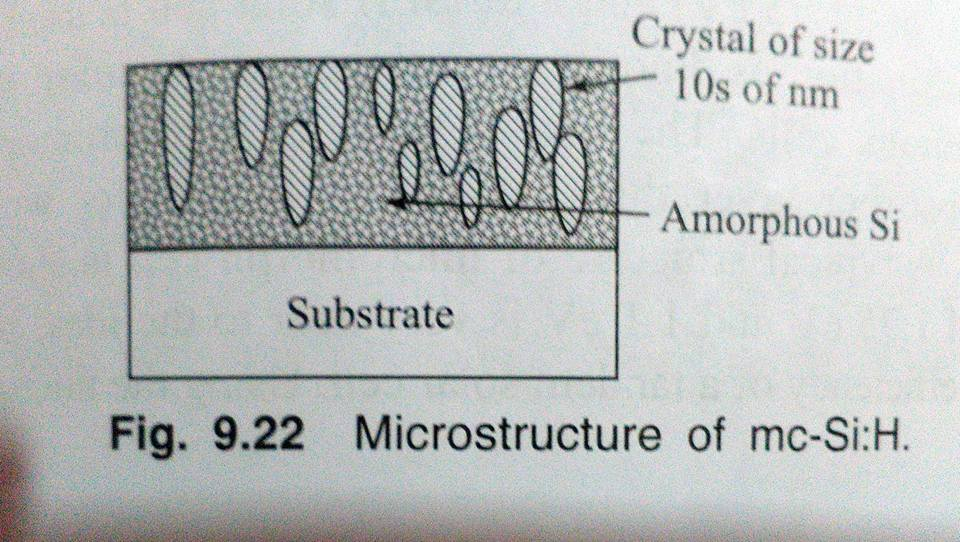 Crystal of size
10s of nm
Amorphous Si
Substrate
Fig. 9.22 Microstructure of mc-Si:H.